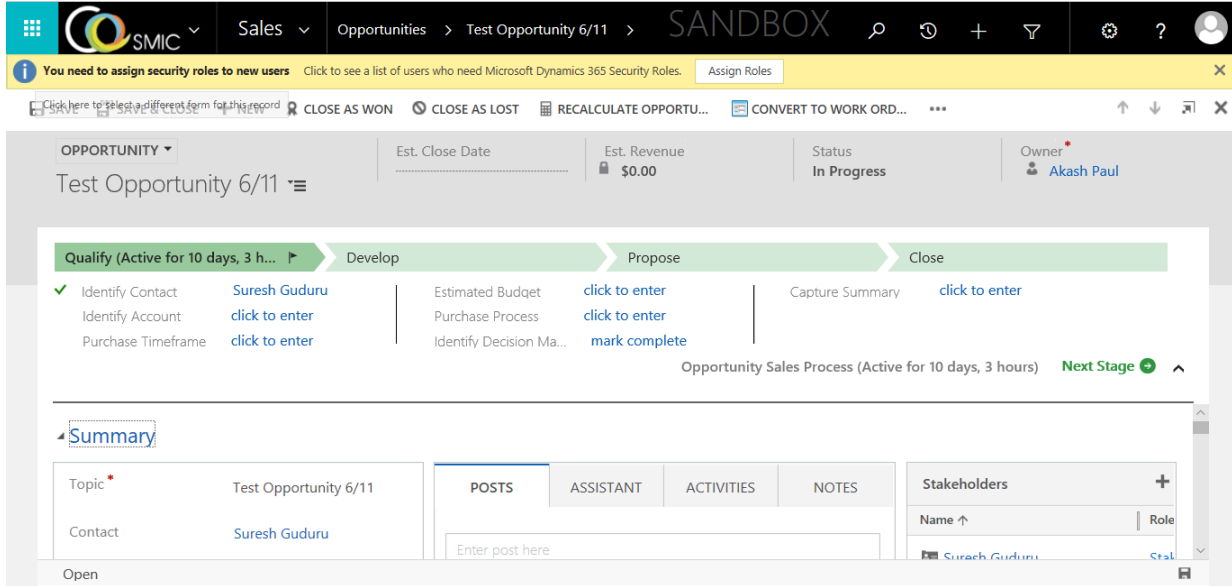 COSMIC Sales Opportunities > Test Opportunity 6/11 > SANDBOX ?
You need to assign security roles to new users Click to see a list of users who need Microsoft Dynamics 365 Security Roles. Assign Roles
Click here to select a different form for this record
SAVE SAVE & CLOSE NEW CLOSE AS WON CLOSE AS LOST RECALCULATE OPPORTU... CONVERT TO WORK ORD... •••
OPPORTUNITY Est. Close Date Est. Revenue Status Owner*
Test Opportunity 6/11 $0.00 In Progress Akash Paul
Qualify (Active for 10 days, 3 h... Develop Propose Close
Identify Contact Suresh Guduru Estimated Budget click to enter Capture Summary click to enter
Identify Account click to enter Purchase Process click to enter
Purchase Timeframe click to enter Identify Decision Ma... mark complete
Opportunity Sales Process (Active for 10 days, 3 hours) Next Stage
Summary
Topic* Test Opportunity 6/11 POSTS ASSISTANT ACTIVITIES NOTES Stakeholders +
Name Role
Contact Suresh Guduru Enter post here Suresh Guduru Stak
Open